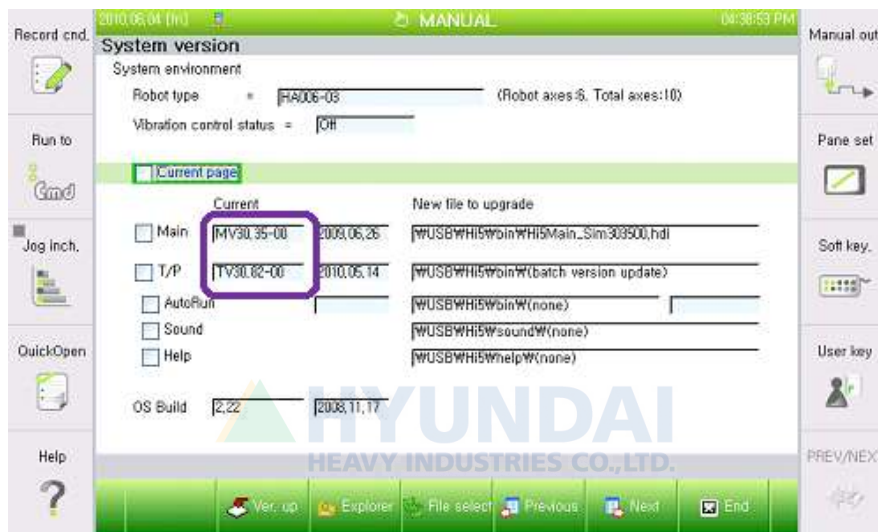 2010,06,04 [fri] MANUAL 04:38:53 PM
Record cnd.
Run to
Cmd
Jog inch.
QuickOpen
Help
System version
System environment
Robot type = HA006-03 (Robot axes:6, Total axes:10)
Vibration control status = Off
Current page
Current New file to upgrade
Main MV30.35-00 2009,06,26 ₩USB₩Hi5₩bin₩Hi5Main_Sim303500,hdi
T/P TV30.82-00 2010,05,14 ₩USB₩Hi5₩bin₩(batch version update)
AutoRun ₩USB₩Hi5₩bin₩(none)
Sound ₩USB₩Hi5₩sound₩(none)
Help ₩USB₩Hi5₩help₩(none)
OS Build 2,22 2008,11,17
HYUNDAI
HEAVY INDUSTRIES CO.,LTD.
Ver. up Explorer File select Previous Next End
Manual out
Pane set
Soft key.
User key
PREV/NEX